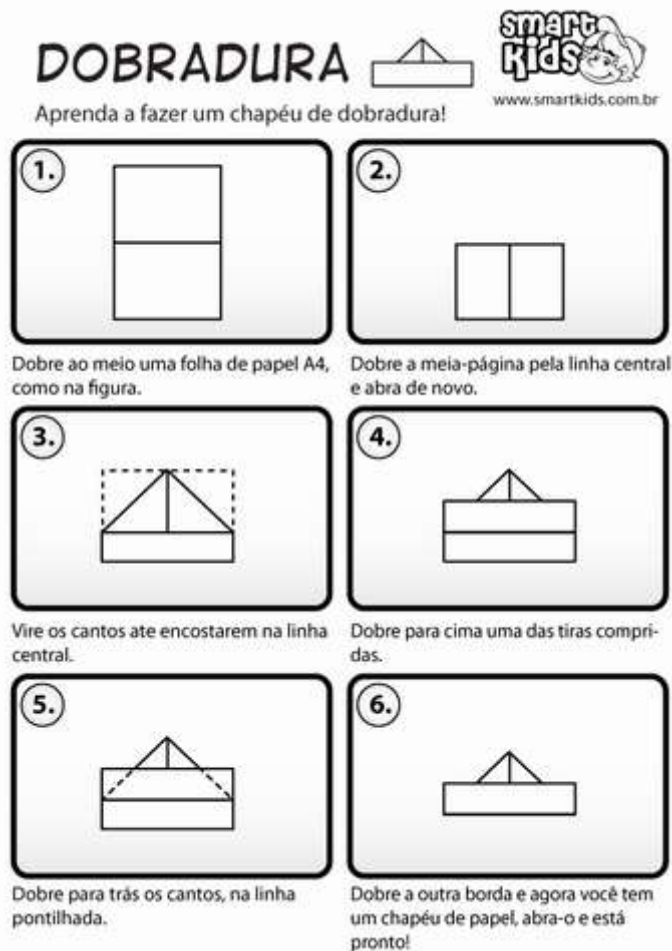 DOBRADURA
smart
kids
www.smartkids.com.br
Aprenda a fazer um chapéu de dobradura!
1.
2.
Dobre ao meio uma folha de papel A4,
como na figura.
Dobre a meia-página pela linha central
e abra de novo.
3.
4.
Vire os cantos ate encostarem na linha
central.
Dobre para cima uma das tiras compri-
das.
5.
6.
Dobre para trás os cantos, na linha
pontilhada.
Dobre a outra borda e agora você tem
um chapéu de papel, abra-o e está
pronto!